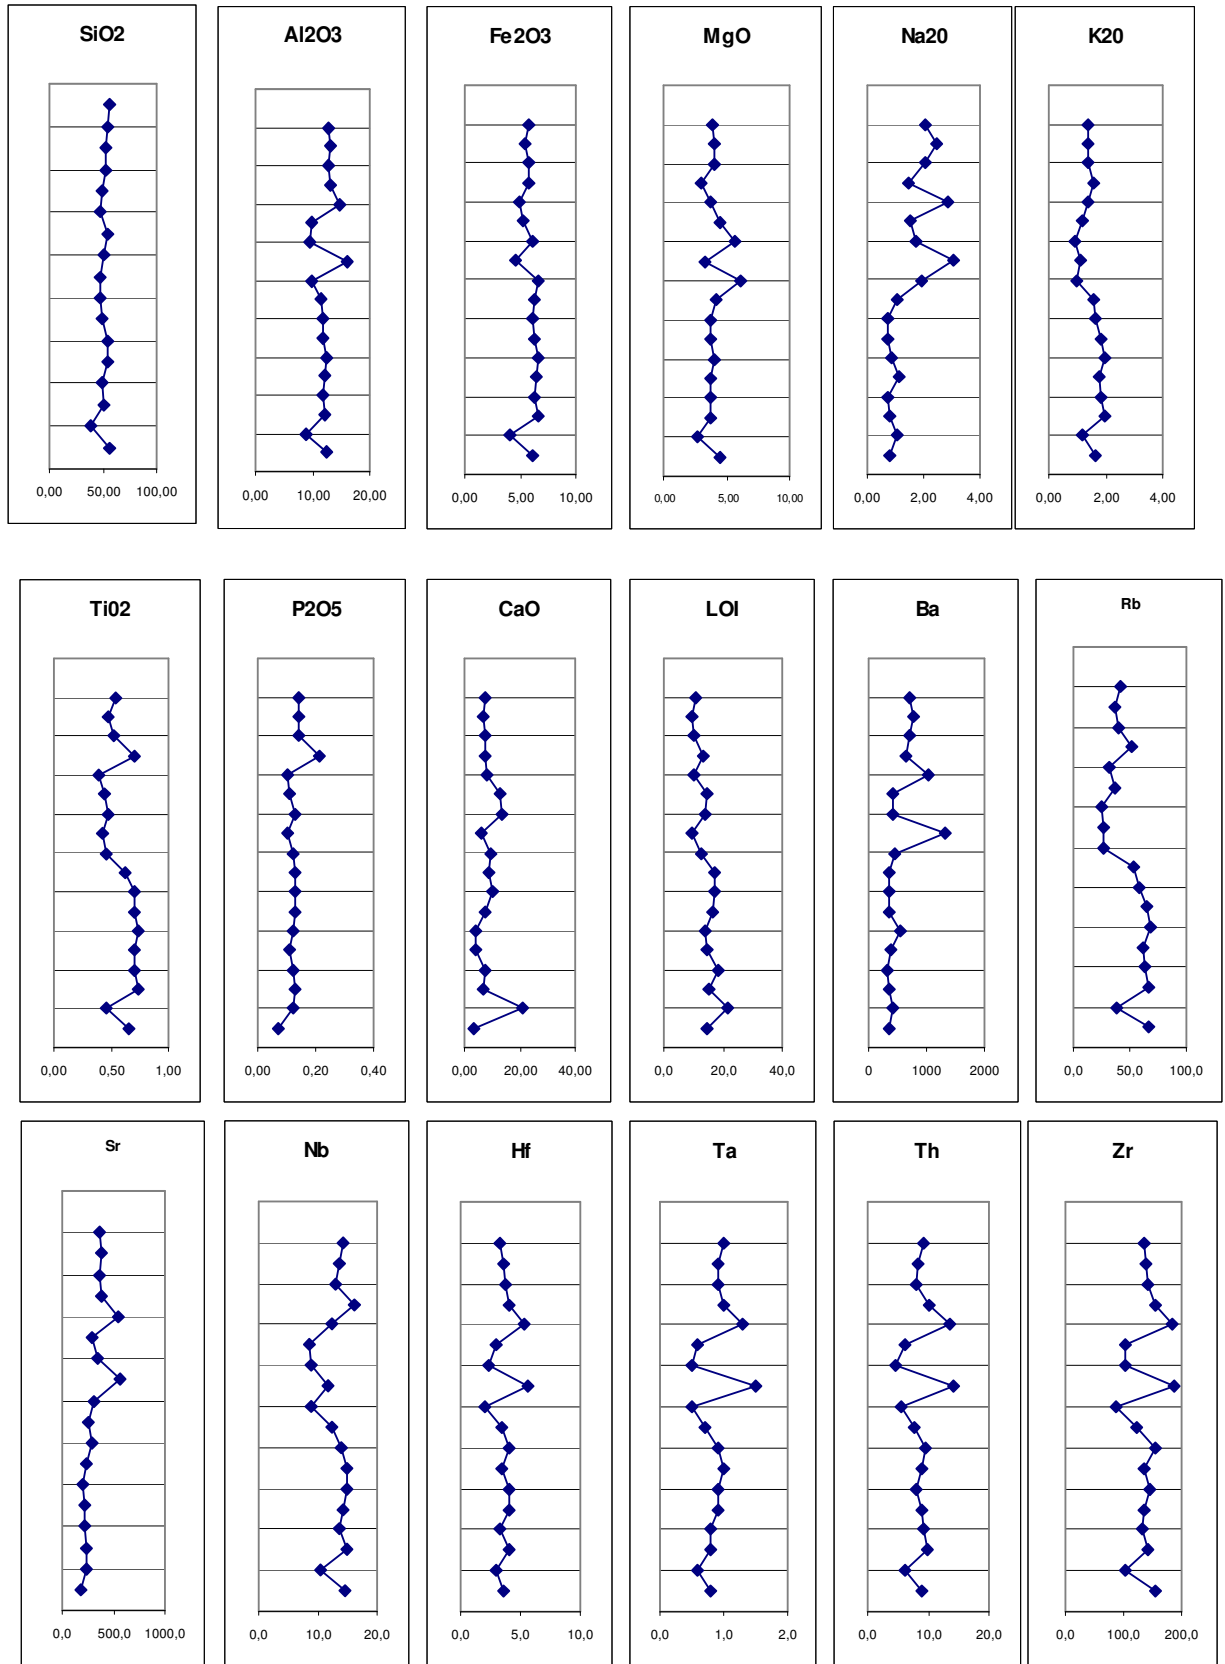 SiO2 Al2O3 Fe2O3 MgO Na20 K20
0,00 50,00 100,00 0,00 10,00 20,00 0,00 5,00 10,00 0,00 5,00 10,00 0,00 2,00 4,00 0,00 2,00 4,00
Ti02 P2O5 CaO LOI Ba Rb
0,00 0,50 1,00 0,00 0,20 0,40 0,00 20,00 40,00 0,0 20,0 40,0 0 1000 2000 0,0 50,0 100,0
Sr Nb Hf Ta Th Zr
0,0 500,0 1000,0 0,0 10,0 20,0 0,0 5,0 10,0 0,0 1,0 2,0 0,0 10,0 20,0 0,0 100,0 200,0